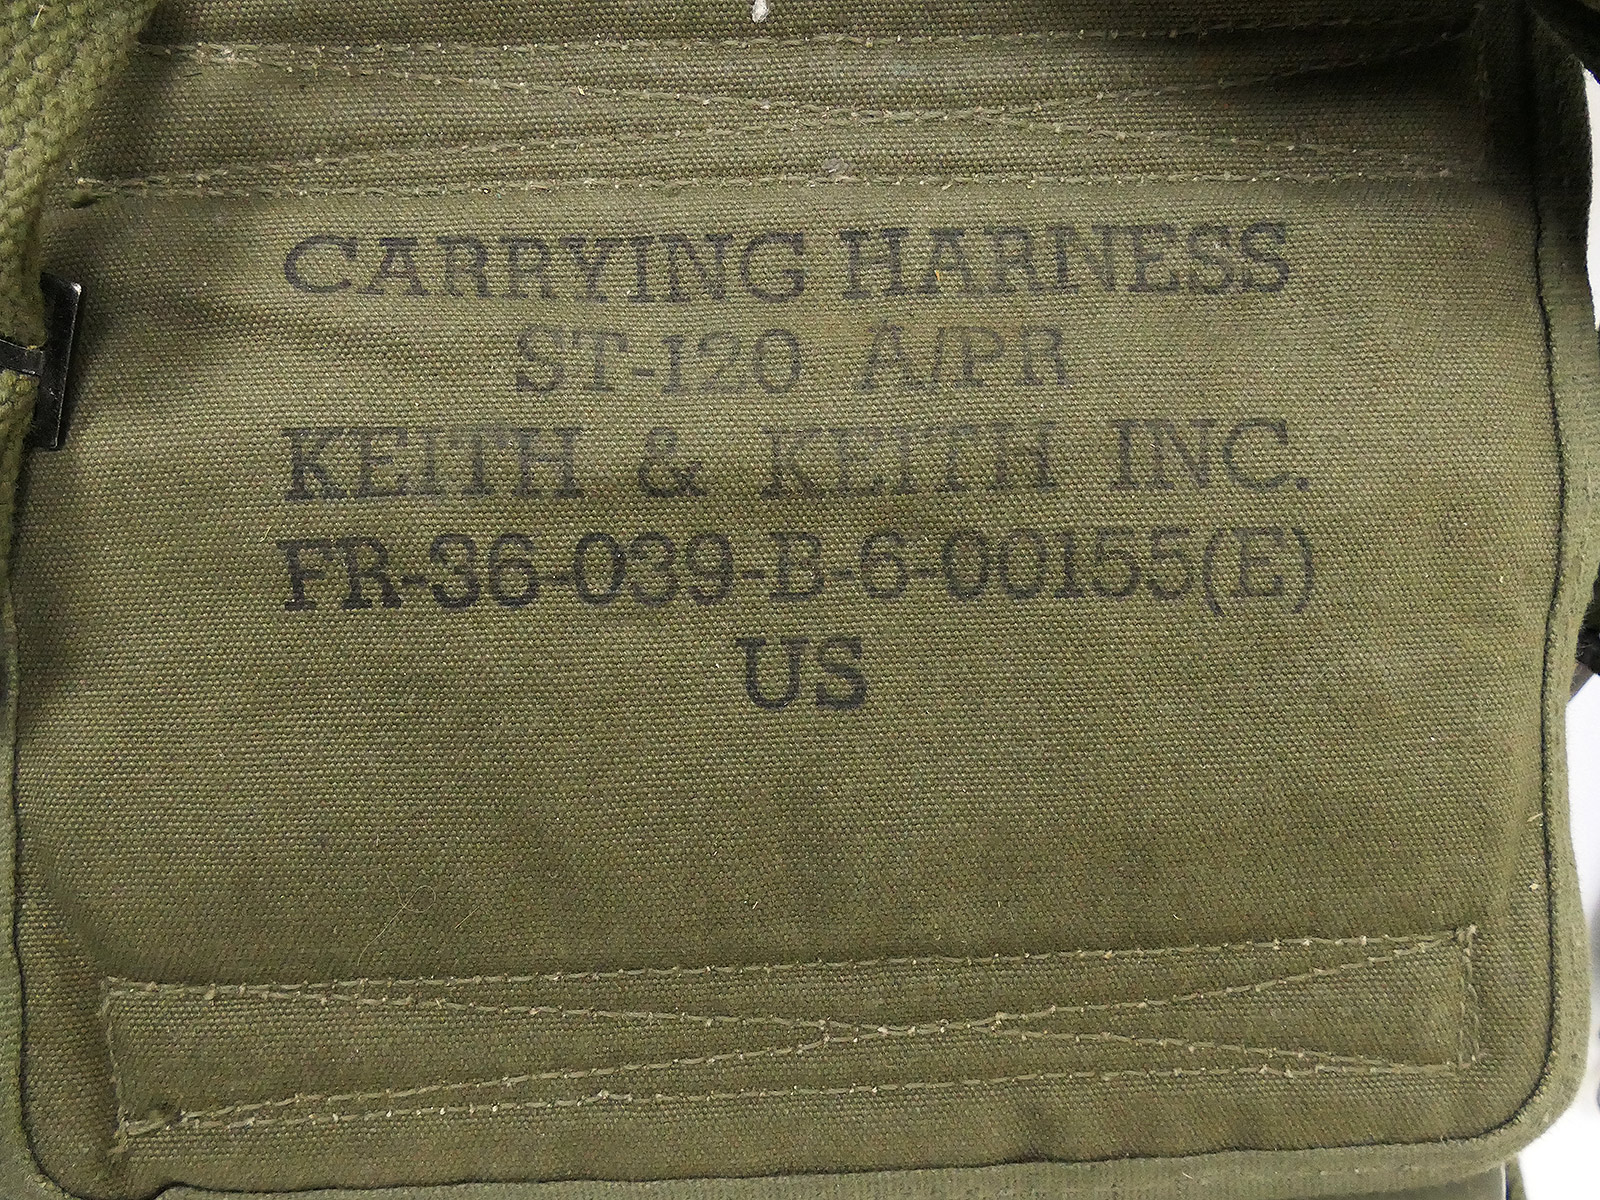 CARRYING HARNESS
ST-120 A/PR
KEITH & KEITH INC.
FR-36-039-B-6-00155(E)
US